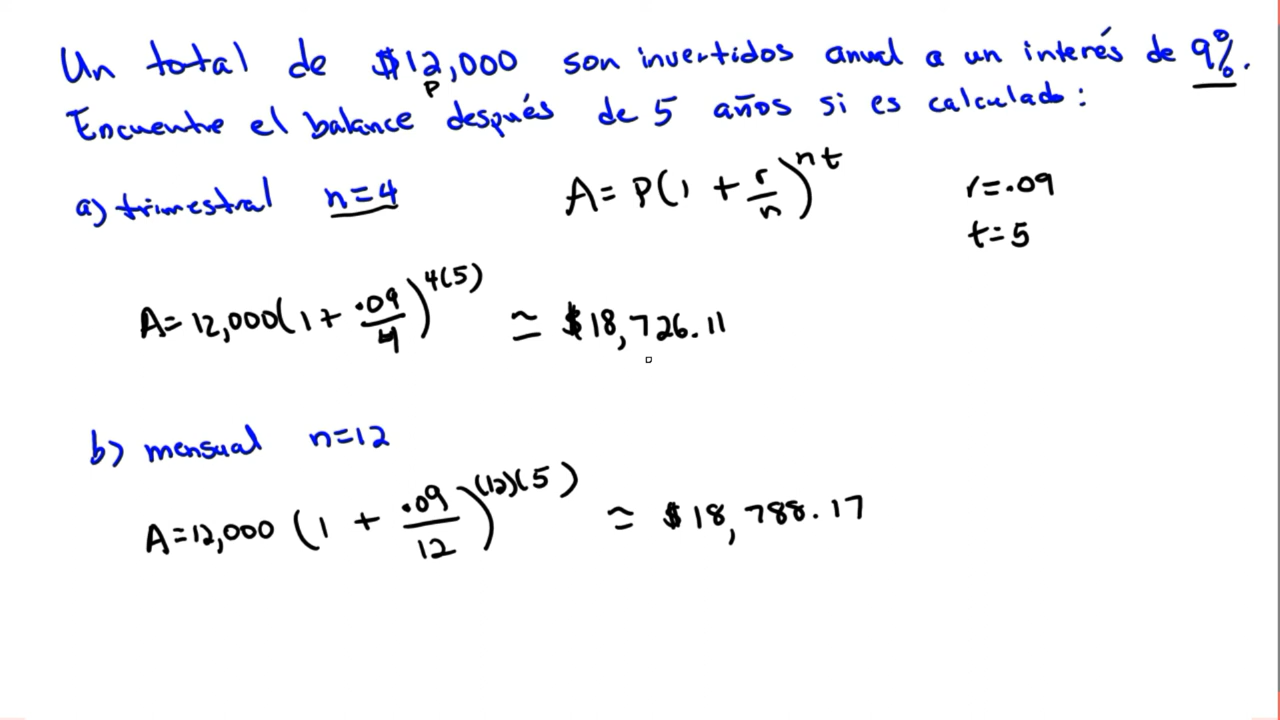 Un total de $12,000 son invertidos anual a un interés de 9%.
P
Encuentre el balance después de 5 años si es calculado:
a) trimestral n=4 A = P(1 + r/n)^nt r = .09
t = 5
A = 12,000(1 + .09/4)^4(5) ≃ $18,726.11
b) mensual n=12
A = 12,000 (1 + .09/12)^(12)(5) ≃ $18,788.17